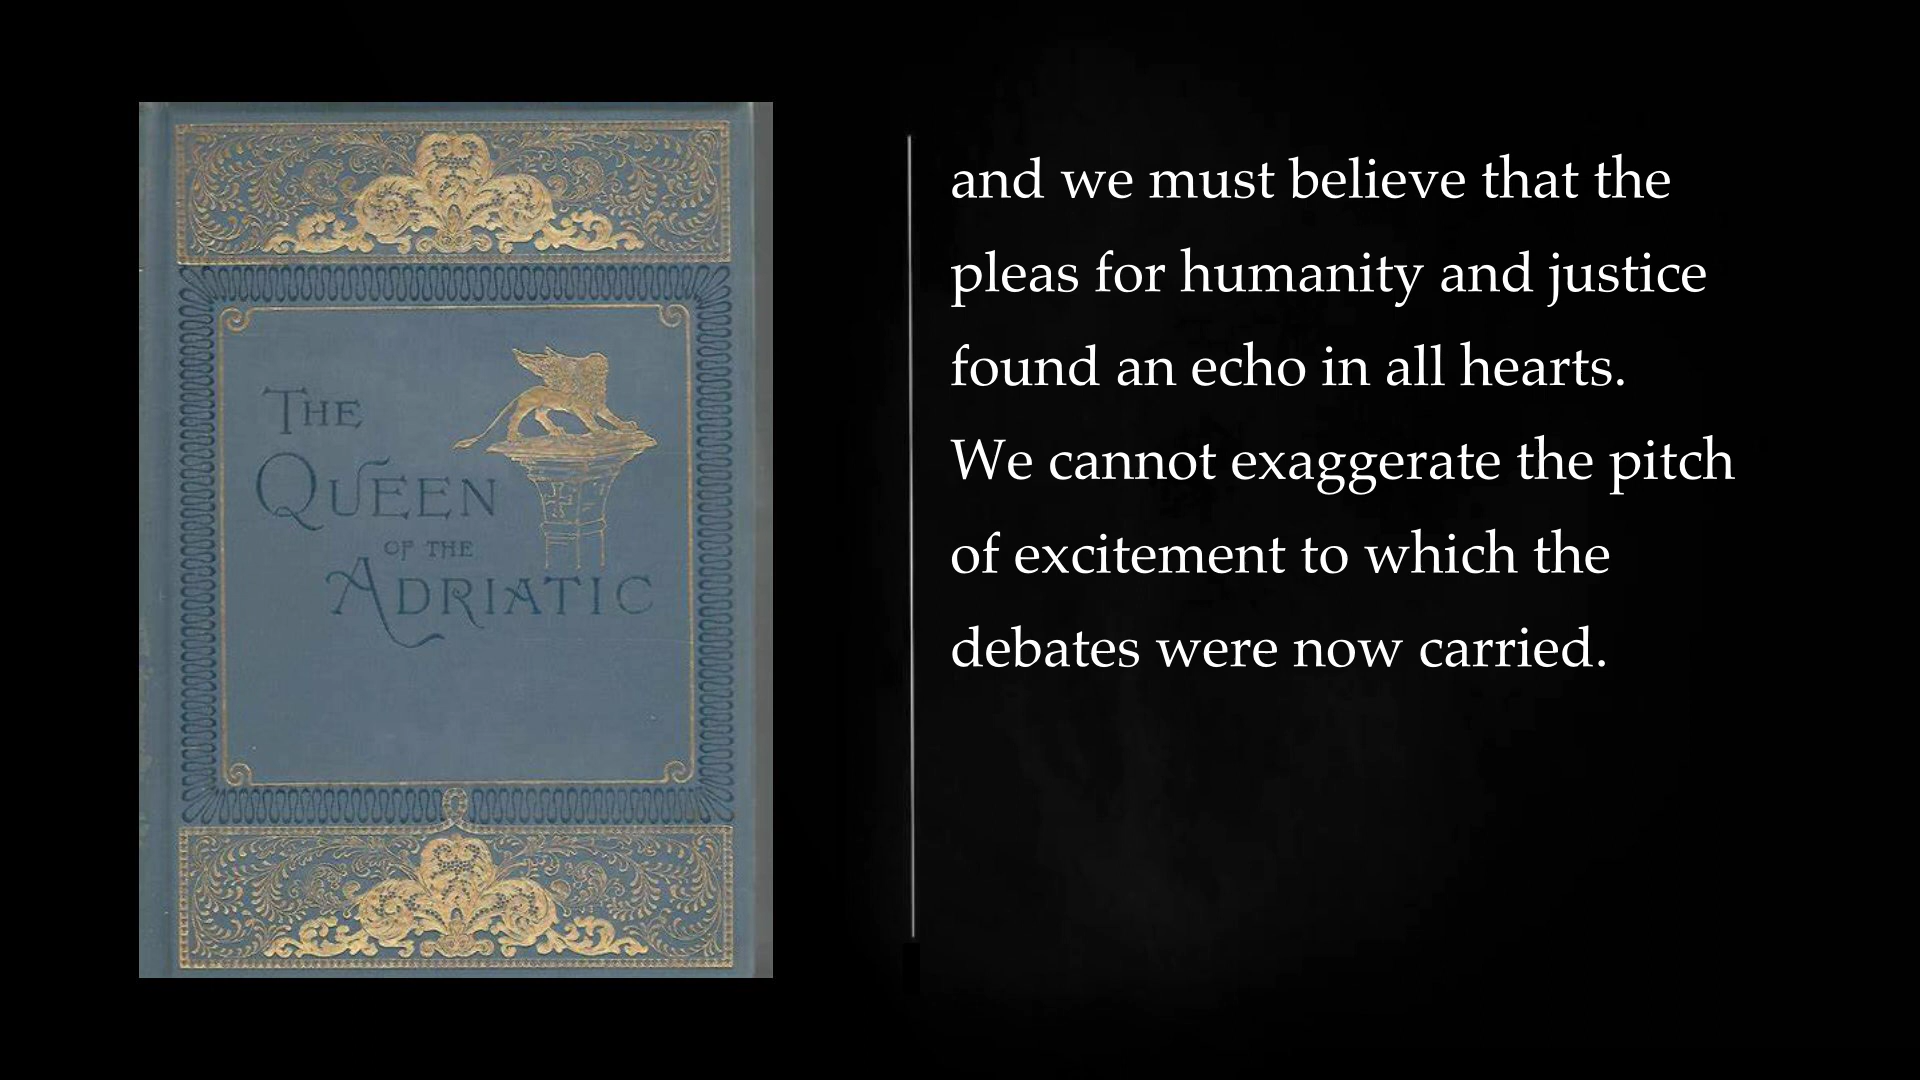 THE
QUEEN
OF THE
ADRIATIC
and we must believe that the
pleas for humanity and justice
found an echo in all hearts.
We cannot exaggerate the pitch
of excitement to which the
debates were now carried.